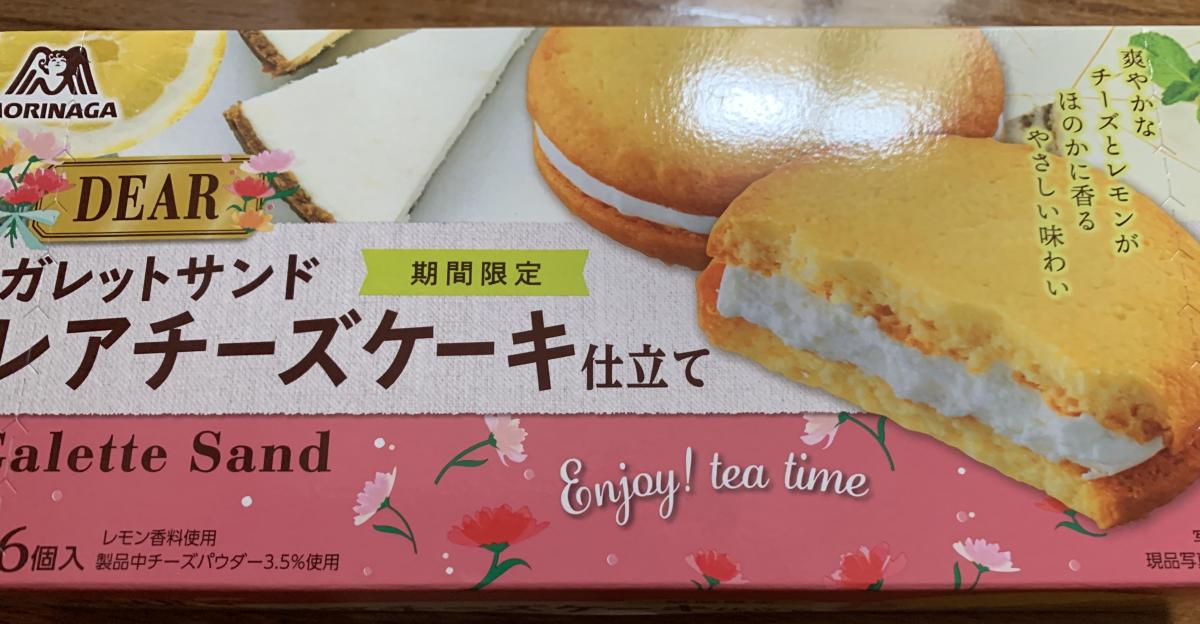 MORINAGA
DEAR
ガレットサンド
期間限定
レアチーズケーキ仕立て
Galette Sand
Enjoy! tea time
6個入
レモン香料使用
製品中チーズパウダー3.5%使用
爽やかな
チーズとレモンが
ほのかに香る
やさしい味わい
現品写